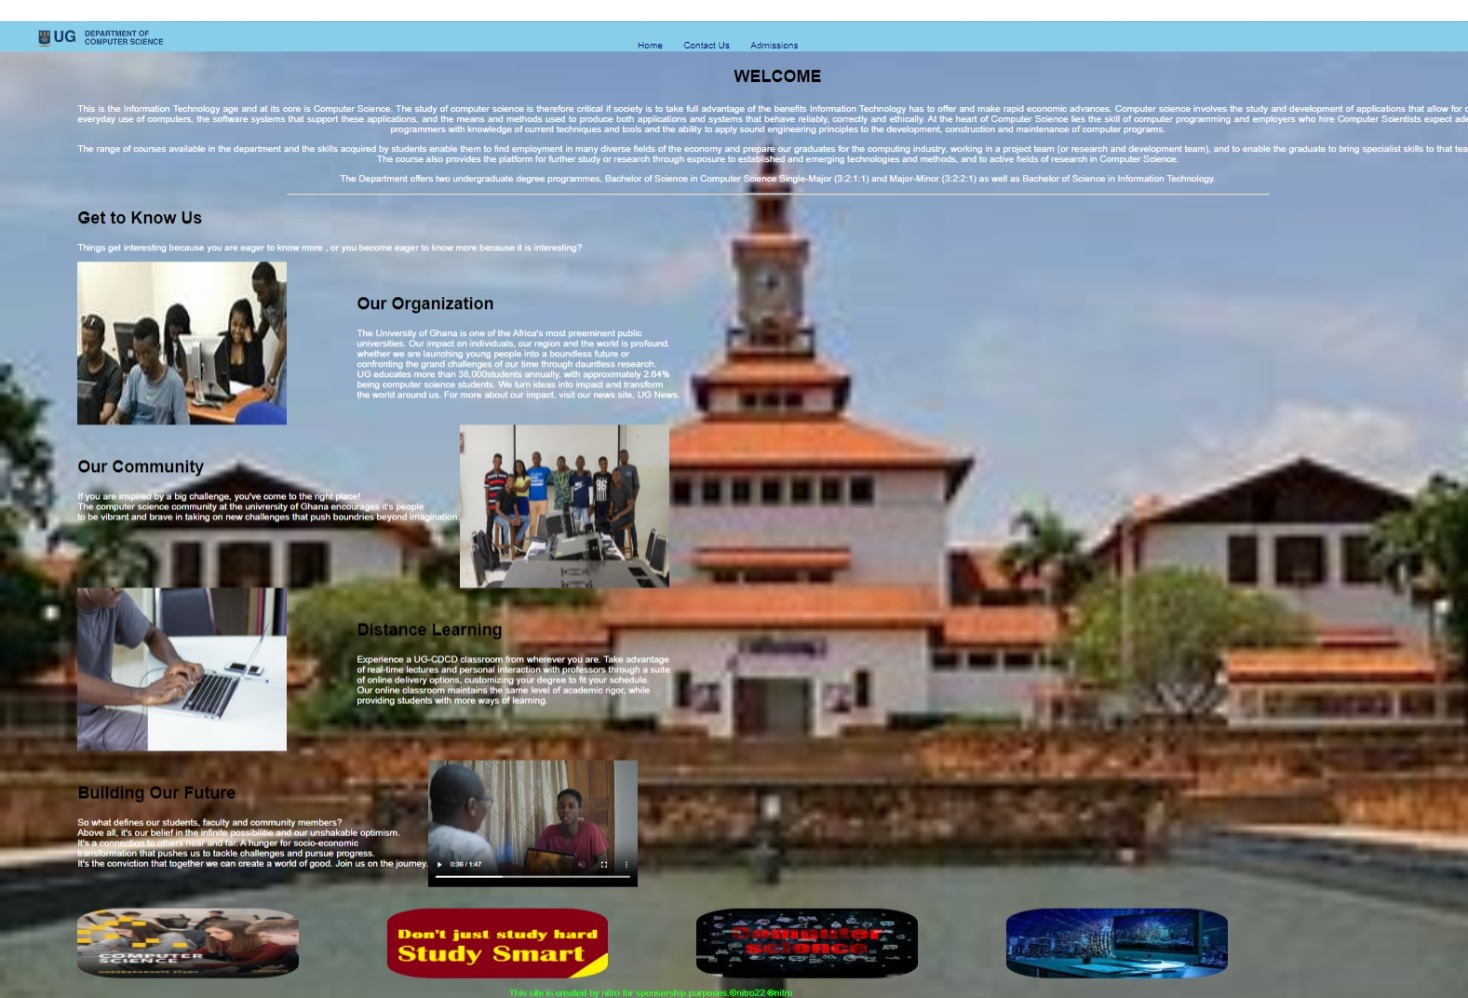 UG DEPARTMENT OF
COMPUTER SCIENCE
Home Contact Us Admissions
WELCOME
This is the Information Technology age and at its core is Computer Science. The study of computer science is therefore critical if society is to take full advantage of the benefits Information Technology has to offer and make rapid economic advances. Computer science involves the study and development of applications that allow for
everyday use of computers, the software systems that support these applications, and the means and methods used to produce both applications and systems that behave reliably, correctly and ethically. At the heart of Computer Science lies the skill of computer programming and employers who hire Computer Scientists expect
programmers with knowledge of current techniques and tools and the ability to apply sound engineering principles to the development, construction and maintenance of computer programs.
The range of courses available in the department and the skills acquired by students enable them to find employment in many diverse fields of the economy and prepare our graduates for the computing industry, working in a project team (or research and development team), and to enable the graduate to bring specialist skills to that
The course also provides the platform for further study or research through exposure to established and emerging technologies and methods, and to active fields of research in Computer Science.
The Department offers two undergraduate degree programmes, Bachelor of Science in Computer Science Single-Major (3:2:1:1) and Major-Minor (3:2:2:1) as well as Bachelor of Science in Information Technology.
Get to Know Us
Things get interesting because you are eager to know more , or you become eager to know more because it is interesting?
Our Organization
The University of Ghana is one of the Africa's most preeminent public
universities. Our impact on individuals, our region and the world is profound.
whether we are launching young people into a boundless future or
confronting the grand challenges of our time through dauntless research.
UG educates more than 38,000students annually, with approximately 2.64%
being computer science students. We turn ideas into impact and transform
the world around us. For more about our impact, visit our news site, UG News.
Our Community
If you are inspired by a big challenge, you've come to the right place!
The computer science community at the univrersity of Ghana encourages it's people
to be vibrant and brave in taking on new challenges that push boundries beyond imagination.
Distance Learning
Experience a UG-CDCD classroom from wherever you are. Take advantage
of real-time lectures and personal interaction with professors through a suite
of online delivery options, customizing your degree to fit your schedule.
Our online classroom maintains the same level of academic rigor, while
providing students with more ways of learning.
Building Our Future
So what defines our students, faculty and community members?
Above all, it's our belief in the infinite possibilitie and our unshakable optimism.
It's a connection to others near and far. A hunger for socio-economic
transformation that pushes us to tackle challenges and pursue progress.
It's the conviction that together we can create a world of good. Join us on the journey.
0:36 / 1:47
COMPUTER
SCIENCE
UNDERGRADUATE STUDY
Don't just study hard
Study Smart
Computer
science
This site is created by nitro for sponsorship purposes.©nitro22 ®nitro